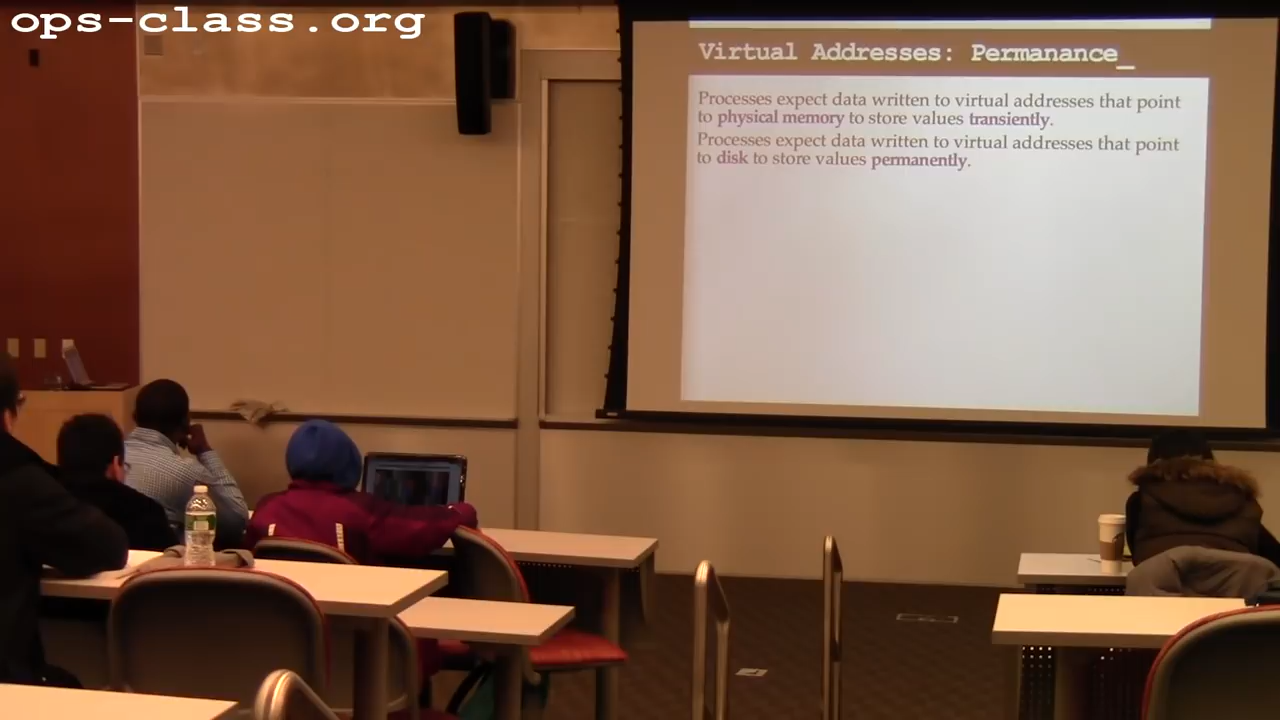 ops-class.org
Virtual Addresses: Permanance_
Processes expect data written to virtual addresses that point
to physical memory to store values transiently.
Processes expect data written to virtual addresses that point
to disk to store values permanently.